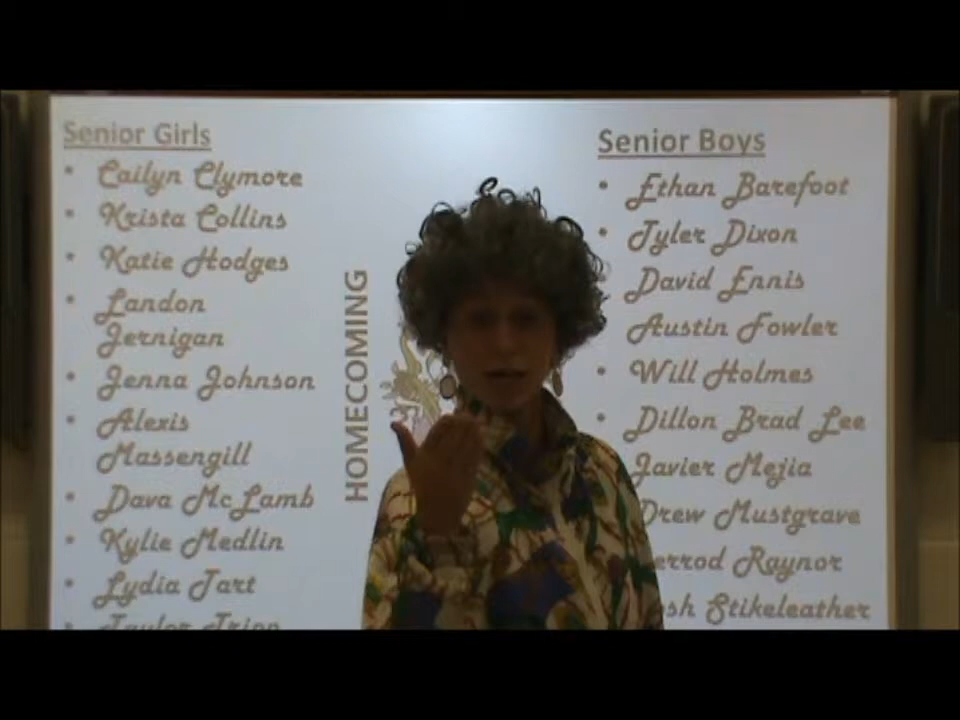 Senior Girls
• Cailyn Clymore
• Krista Collins
• Katie Hodges
• Landon
Jernigan
• Jenna Johnson
• Alexis
Massengill
• Dava McLamb
• Kylie Medlin
• Lydia Tart
• Taylor Tripp
HOMECOMING
Senior Boys
• Ethan Barefoot
• Tyler Dixon
David Ennis
Austin Fowler
• Will Holmes
• Dillon Brad Lee
Javier Mejia
Drew Mustgrave
Raynor
Stikeleather